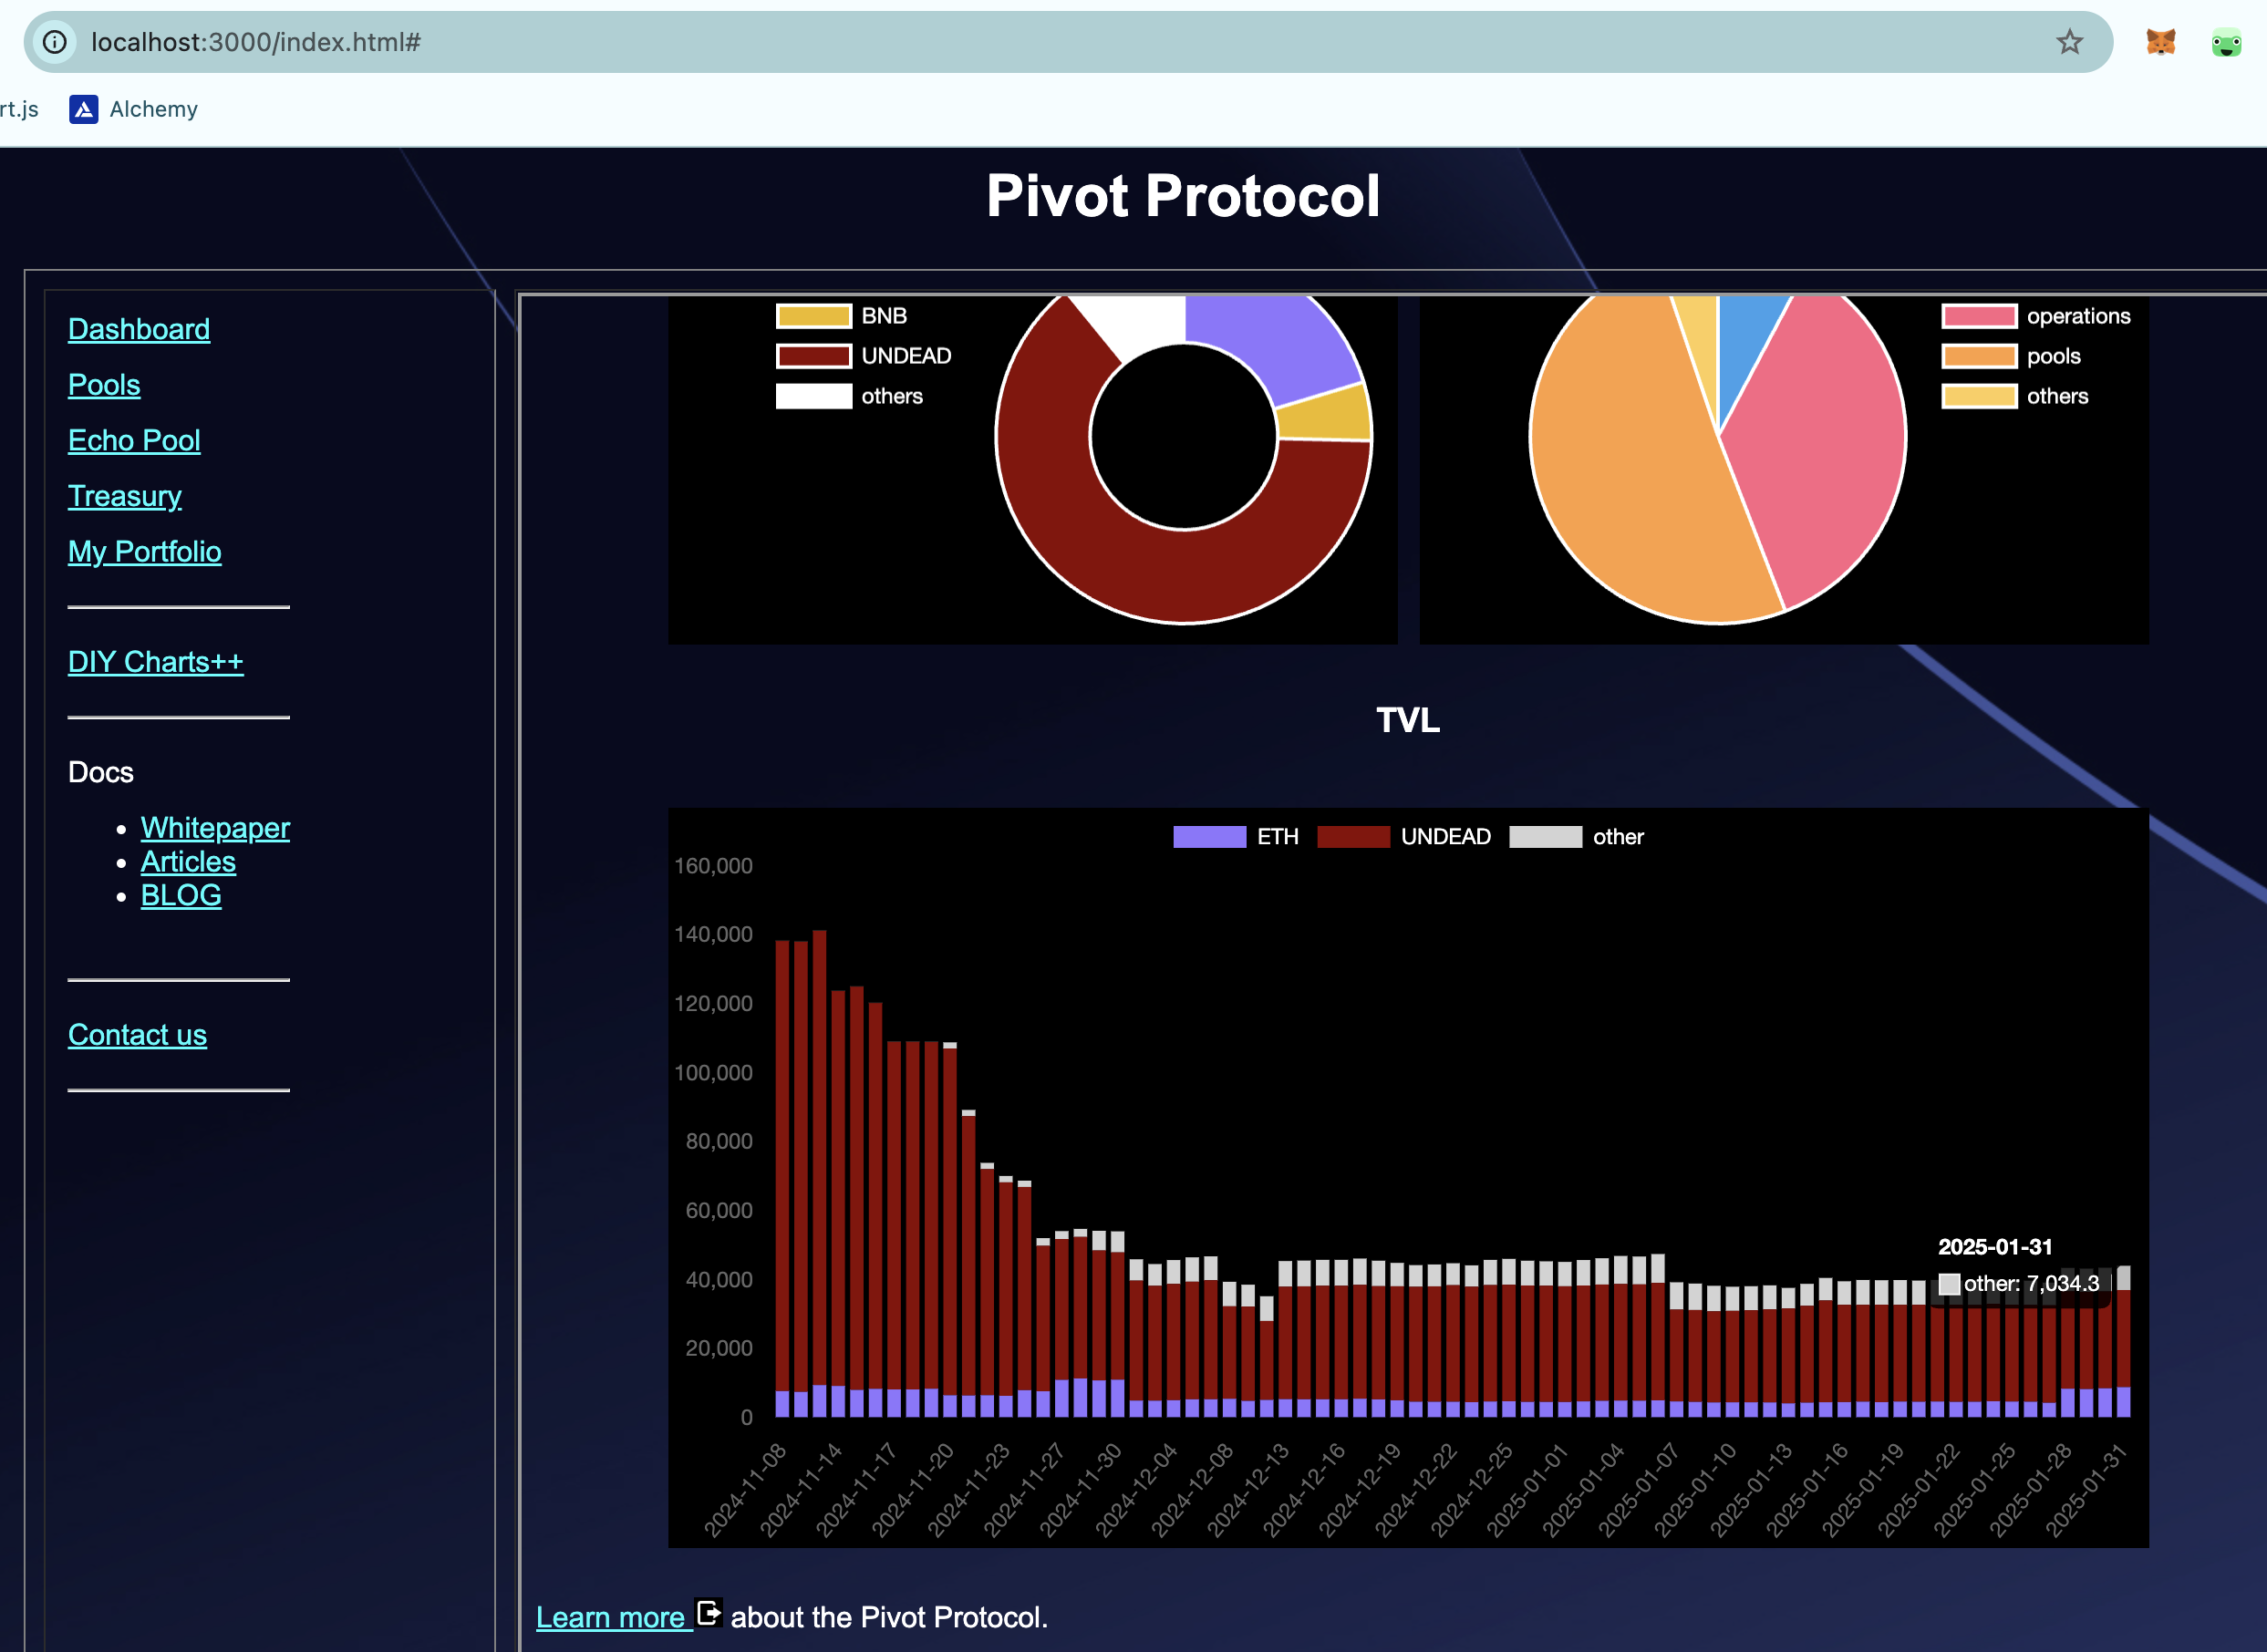 localhost:3000/index.html#
rt.js
Alchemy
Pivot Protocol
Dashboard
Pools
Echo Pool
Treasury
My Portfolio
DIY Charts++
Docs
Whitepaper
Articles
BLOG
Contact us
BNB
UNDEAD
others
operations
pools
others
TVL
ETH UNDEAD other
160,000
140,000
120,000
100,000
80,000
60,000
40,000
20,000
0
2025-01-31
other: 7,034.3
2024-11-08
2024-11-14
2024-11-17
2024-11-20
2024-11-23
2024-11-27
2024-11-30
2024-12-04
2024-12-08
2024-12-13
2024-12-16
2024-12-19
2024-12-22
2024-12-25
2025-01-01
2025-01-04
2025-01-07
2025-01-10
2025-01-13
2025-01-16
2025-01-19
2025-01-22
2025-01-25
2025-01-28
2025-01-31
Learn more about the Pivot Protocol.